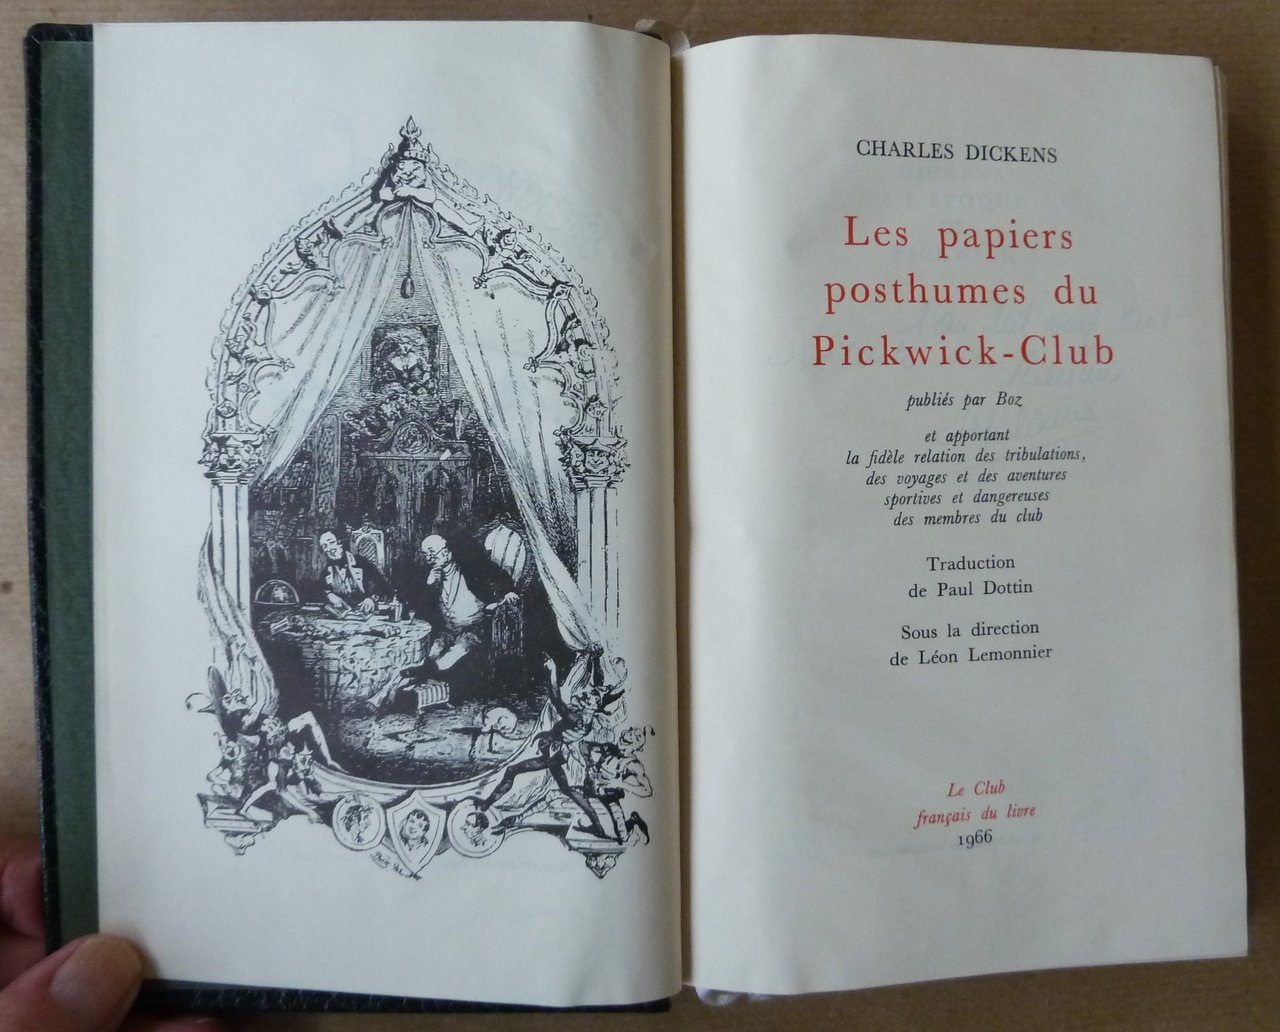 CHARLES DICKENS
Les papiers
posthumes du
Pickwick-Club
publiés par Boz
et apportant
la fidèle relation des tribulations,
des voyages et des aventures
sportives et dangereuses
des membres du club
Traduction
de Paul Dottin
Sous la direction
de Léon Lemonnier
Le Club
français du livre
1966